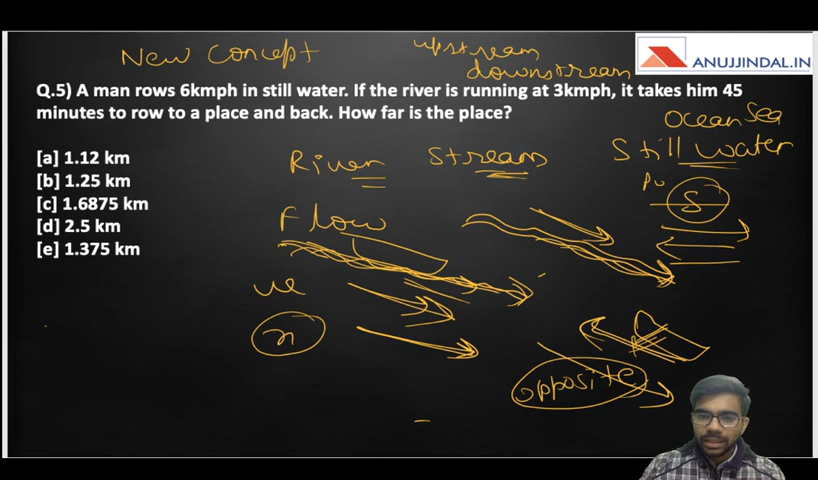 New Concept
upstream
downstream
ANUJJINDAL.IN
Q.5) A man rows 6kmph in still water. If the river is running at 3kmph, it takes him 45
minutes to row to a place and back. How far is the place?
Ocean Sea
[a] 1.12 km
[b] 1.25 km
[c] 1.6875 km
[d] 2.5 km
[e] 1.375 km
River Stream Still water
Flow
opposite